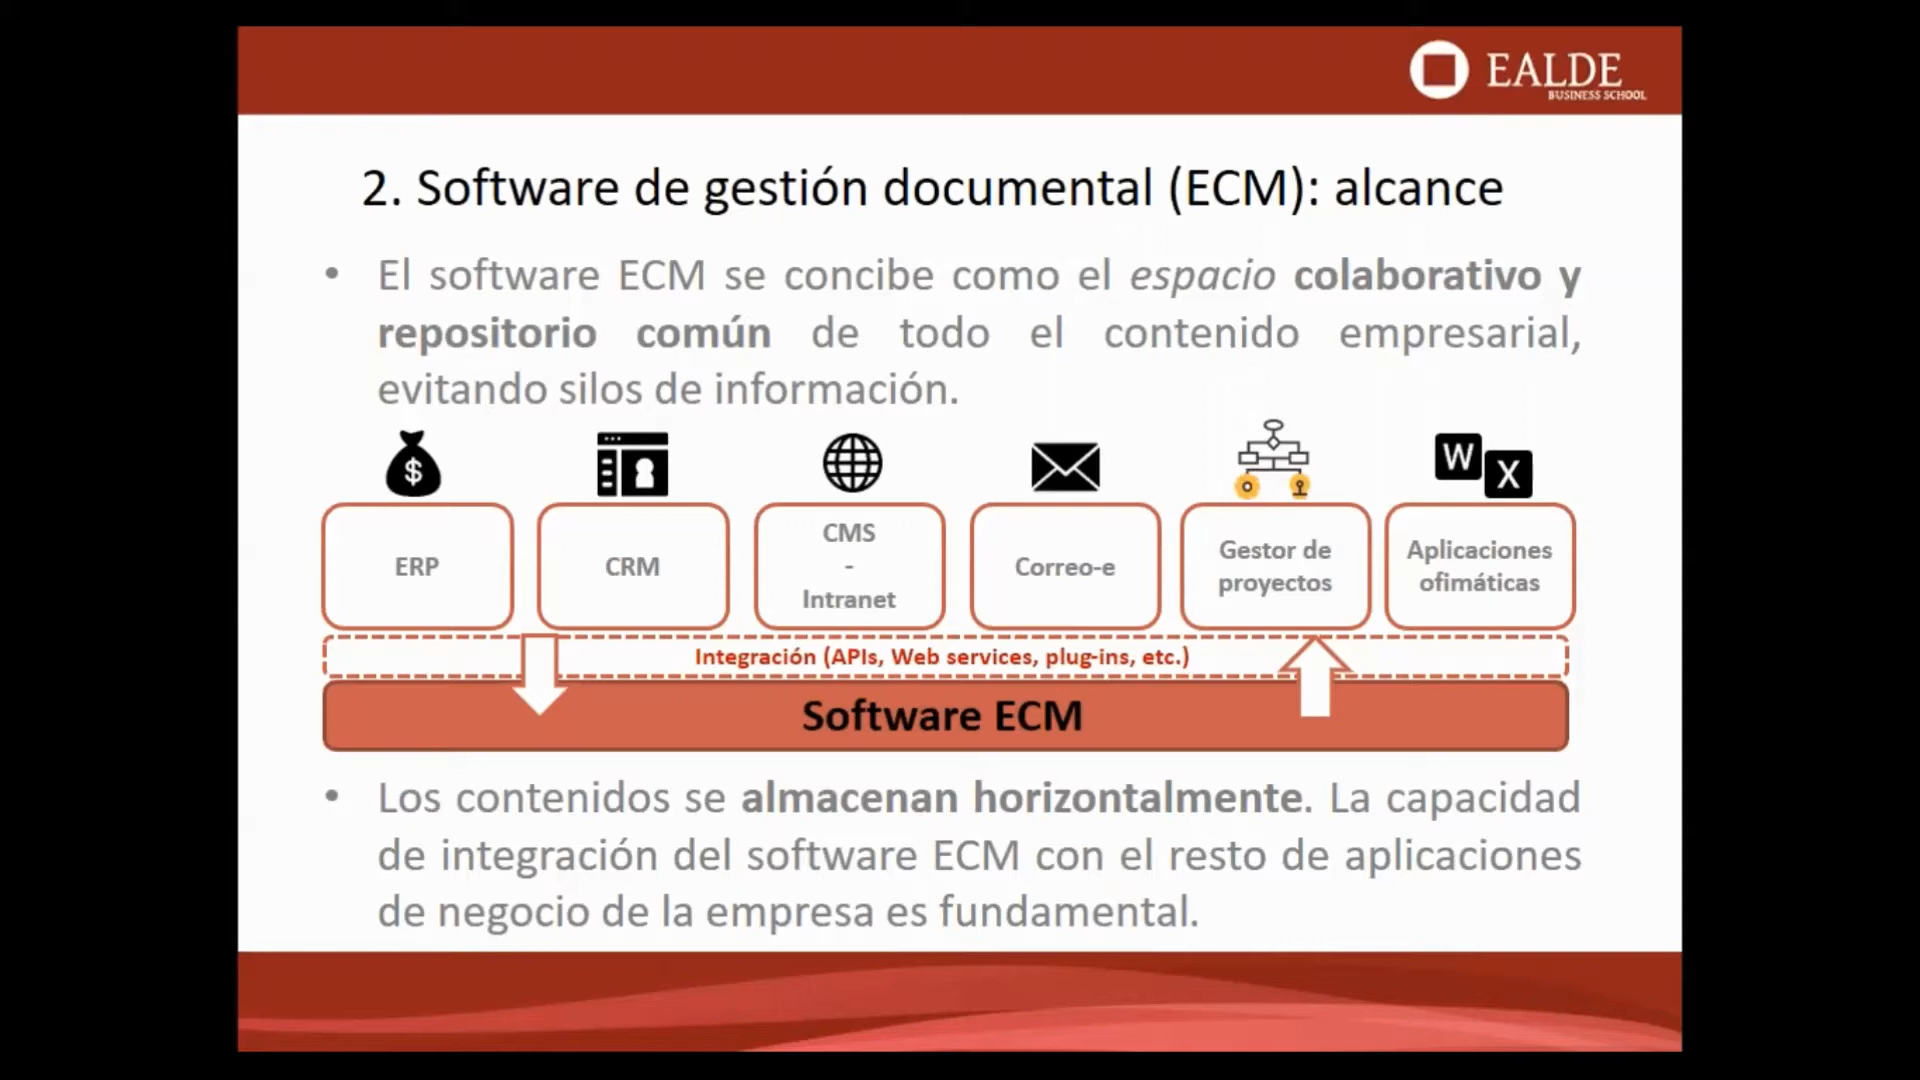 EALDE
BUSINESS SCHOOL
2. Software de gestión documental (ECM): alcance
• El software ECM se concibe como el espacio colaborativo y
repositorio común de todo el contenido empresarial,
evitando silos de información.
$
W
X
ERP
CRM
CMS
-
Intranet
Correo-e
Gestor de
proyectos
Aplicaciones
ofimáticas
Integración (APIs, Web services, plug-ins, etc.)
Software ECM
• Los contenidos se almacenan horizontalmente. La capacidad
de integración del software ECM con el resto de aplicaciones
de negocio de la empresa es fundamental.